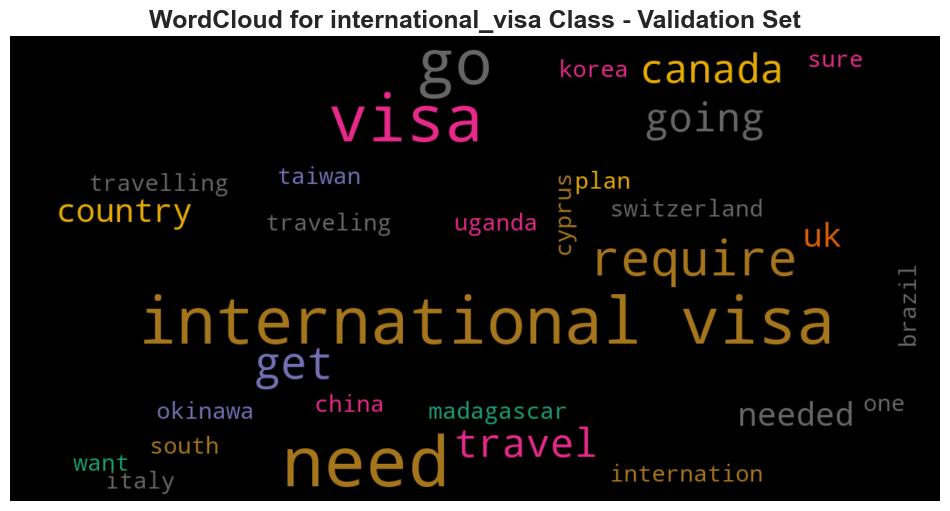 WordCloud for international_visa Class - Validation Set
go
korea
canada
sure
visa
going
travelling
taiwan
cyprus
plan
country
traveling
uganda
switzerland
uk
require
brazil
international visa
get
okinawa
china
madagascar
needed
one
south
need
travel
want
italy
internation